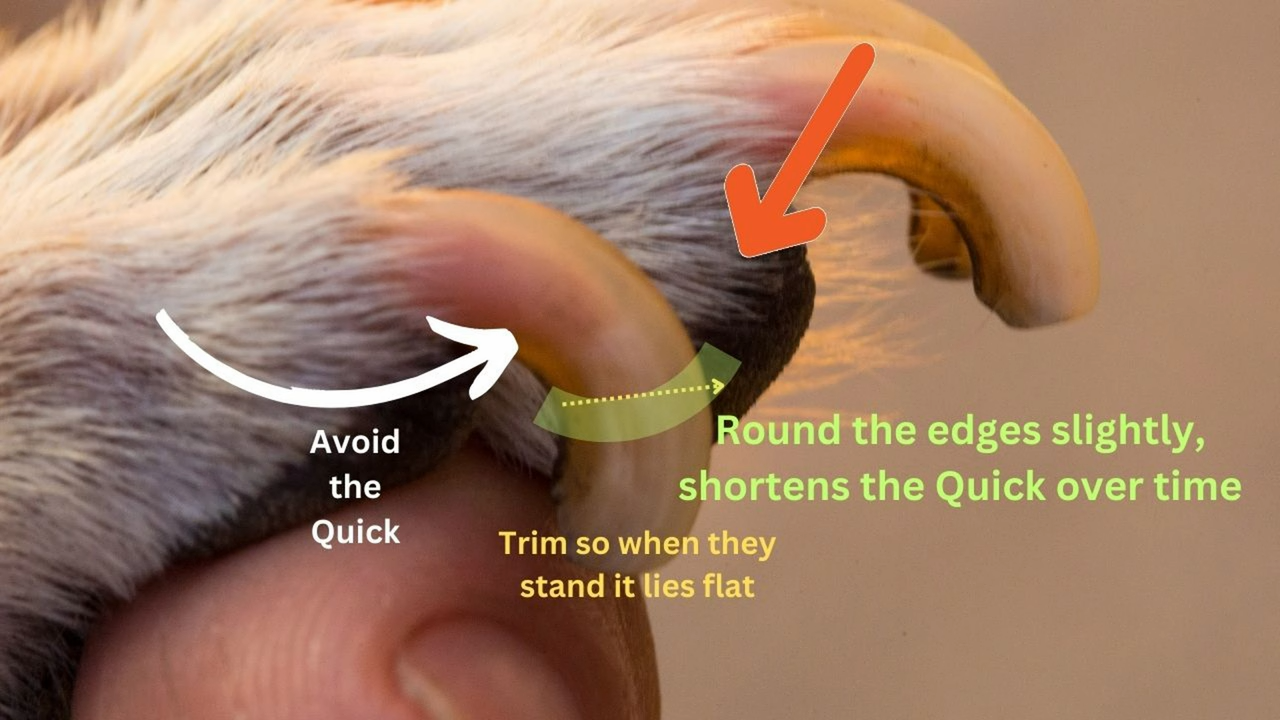 Avoid
the
Quick
Round the edges slightly,
shortens the Quick over time
Trim so when they
stand it lies flat